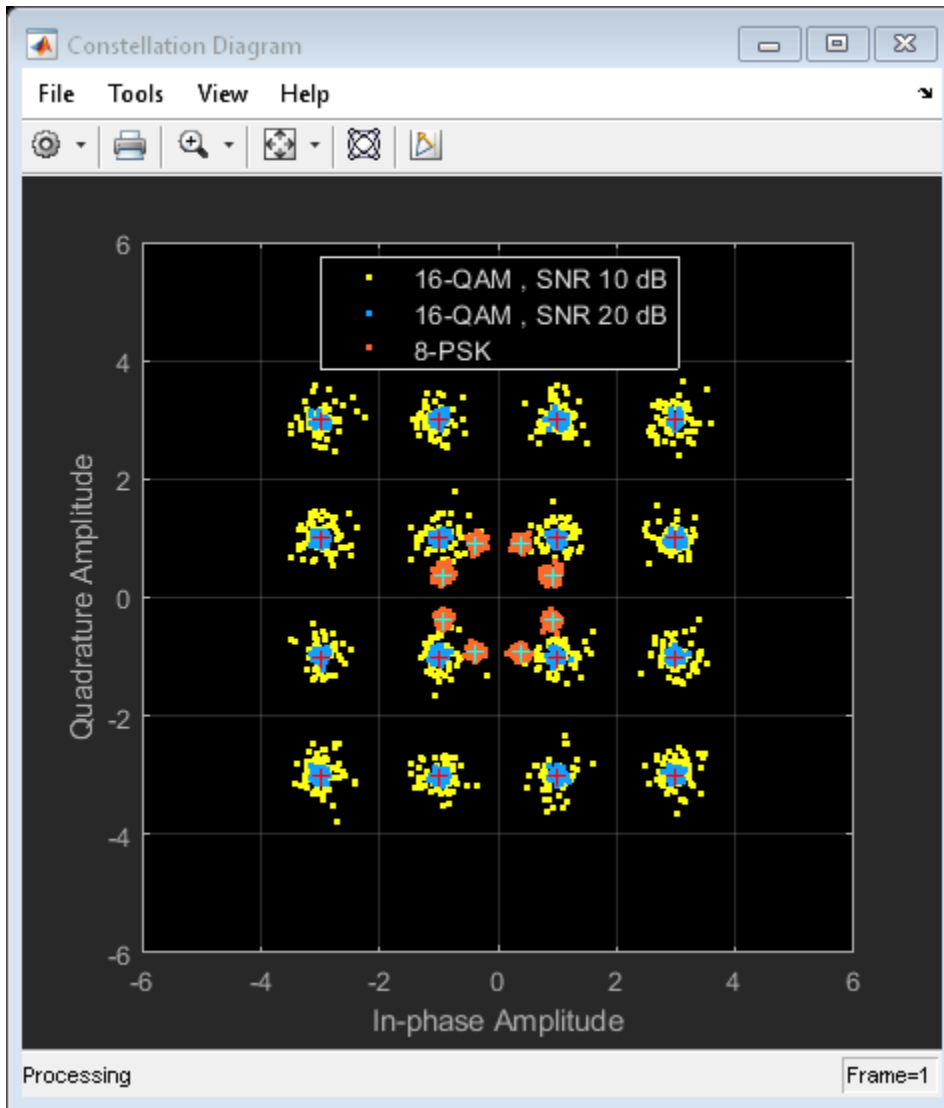 Constellation Diagram
File Tools View Help
6
4
2
0
-2
-4
-6
Quadrature Amplitude
16-QAM , SNR 10 dB
16-QAM , SNR 20 dB
8-PSK
-6 -4 -2 0 2 4 6
In-phase Amplitude
Processing Frame=1